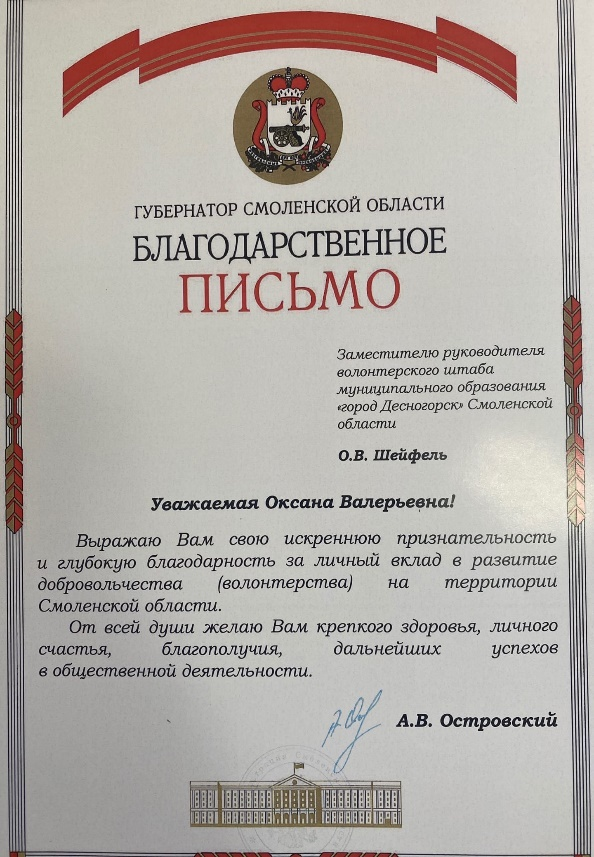 ГУБЕРНАТОР СМОЛЕНСКОЙ ОБЛАСТИ
БЛАГОДАРСТВЕННОЕ
ПИСЬМО
Заместителю руководителя
волонтерского штаба
муниципального образования
«город Десногорск» Смоленской
области
О.В. Шейфель
Уважаемая Оксана Валерьевна!
Выражаю Вам свою искреннюю признательность
и глубокую благодарность за личный вклад в развитие
добровольчества (волонтерства) на территории
Смоленской области.
От всей души желаю Вам крепкого здоровья, личного
счастья, благополучия, дальнейших успехов
в общественной деятельности.
А.В. Островский